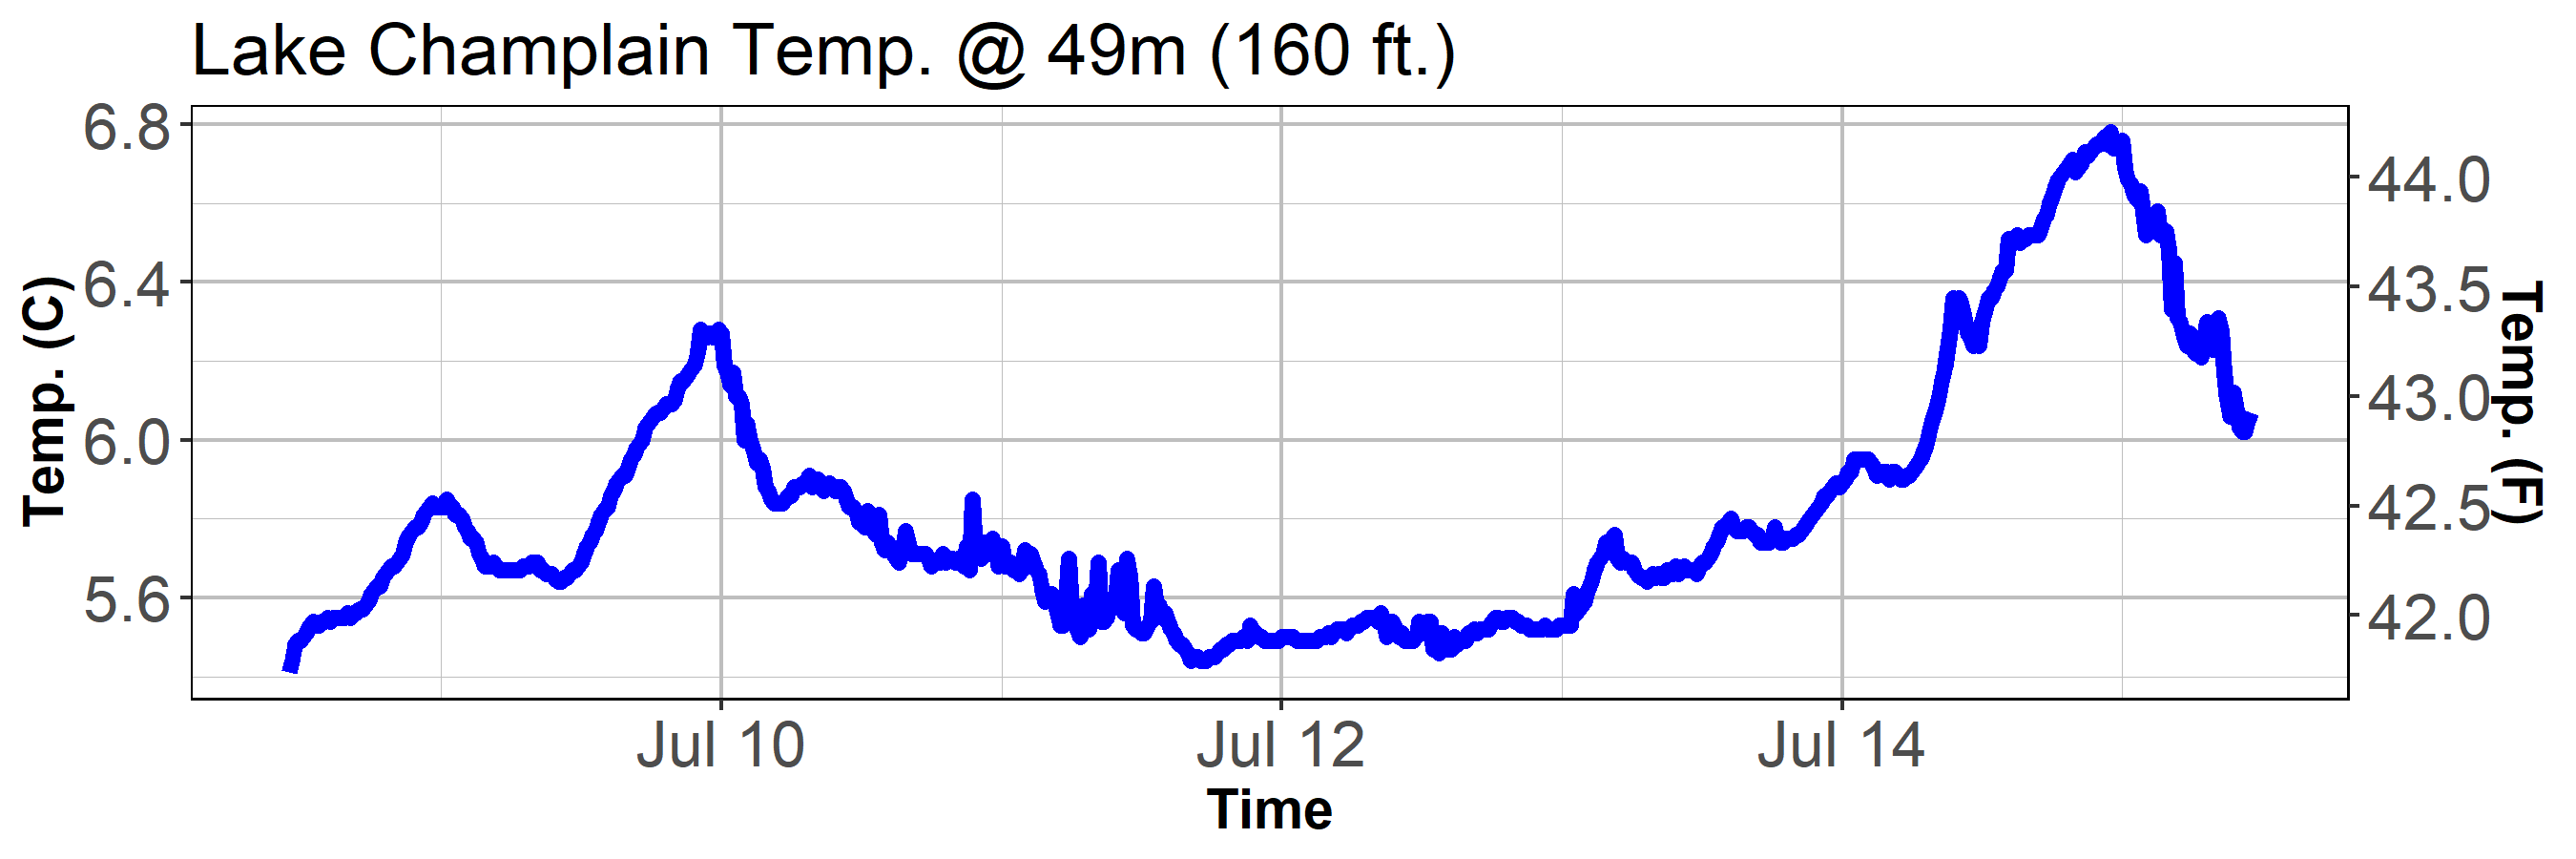 Lake Champlain Temp. @ 49m (160 ft.)
6.8
6.4
6.0
5.6
Temp. (C)
44.0
43.5
43.0
42.5
42.0
Temp. (F)
Jul 10
Jul 12
Jul 14
Time